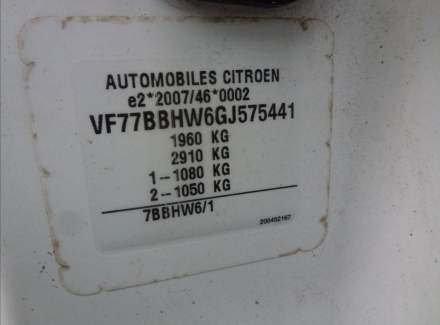 AUTOMOBILES CITROEN
e2*2007/46*0002
VF77BBHW6GJ575441
1960 KG
2910 KG
1-1080 KG
2-1050 KG
7BBHW6/1
200402167